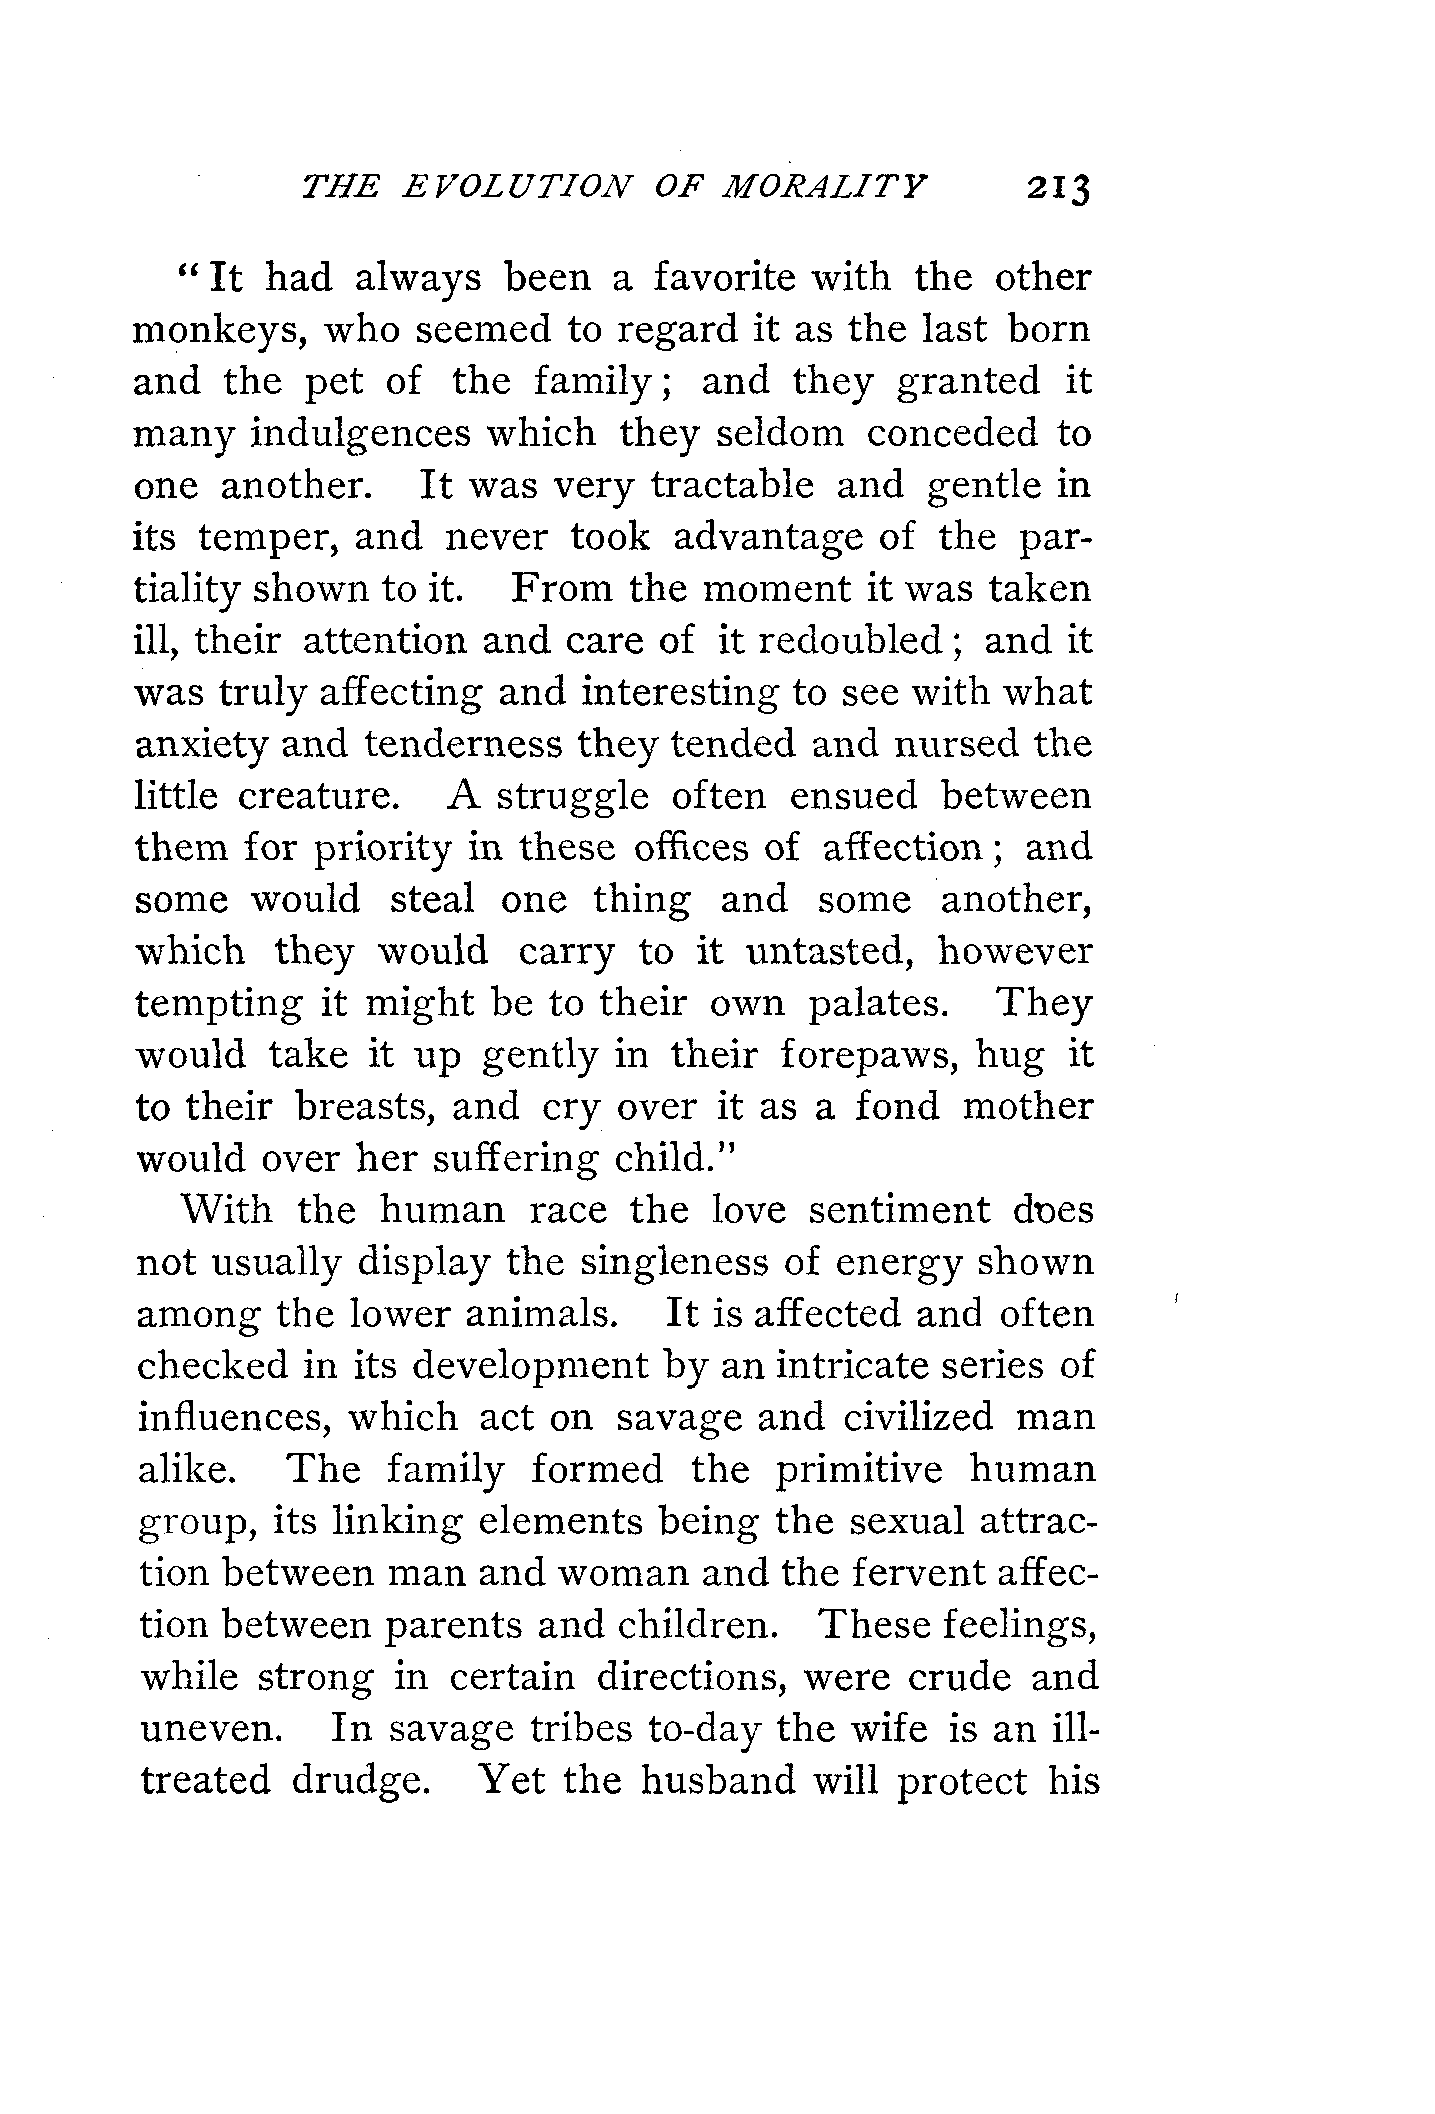 THE EVOLUTION OF MORALITY 213
“It had always been a favorite with the other
monkeys, who seemed to regard it as the last born
and the pet of the family; and they granted it
many indulgences which they seldom conceded to
one another. It was very tractable and gentle in
its temper, and never took advantage of the par-
tiality shown to it. From the moment it was taken
ill, their attention and care of it redoubled; and it
was truly affecting and interesting to see with what
anxiety and tenderness they tended and nursed the
little creature. A struggle often ensued between
them for priority in these offices of affection; and
some would steal one thing and some another,
which they would carry to it untasted, however
tempting it might be to their own palates. They
would take it up gently in their forepaws, hug it
to their breasts, and cry over it as a fond mother
would over her suffering child.”
With the human race the love sentiment does
not usually display the singleness of energy shown
among the lower animals. It is affected and often
checked in its development by an intricate series of
influences, which act on savage and civilized man
alike. The family formed the primitive human
group, its linking elements being the sexual attrac-
tion between man and woman and the fervent affec-
tion between parents and children. These feelings,
while strong in certain directions, were crude and
uneven. In savage tribes to-day the wife is an ill-
treated drudge. Yet the husband will protect his